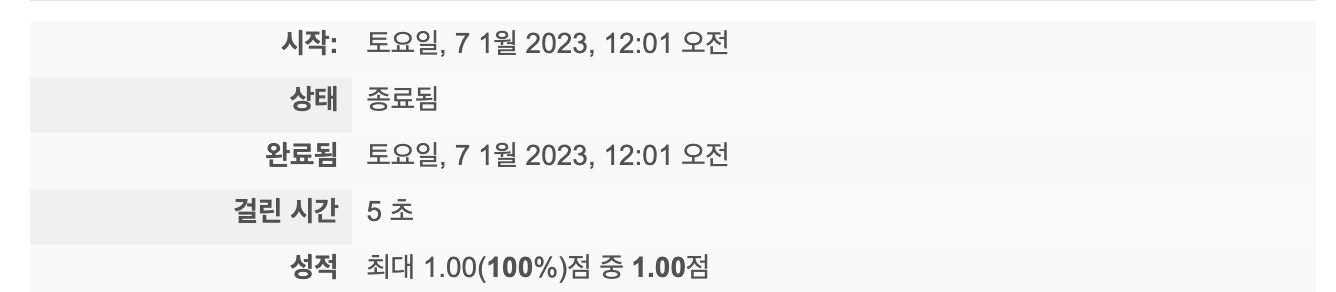 시작: 토요일, 7 1월 2023, 12:01 오전
상태 종료됨
완료됨 토요일, 7 1월 2023, 12:01 오전
걸린 시간 5 초
성적 최대 1.00(100%)점 중 1.00점